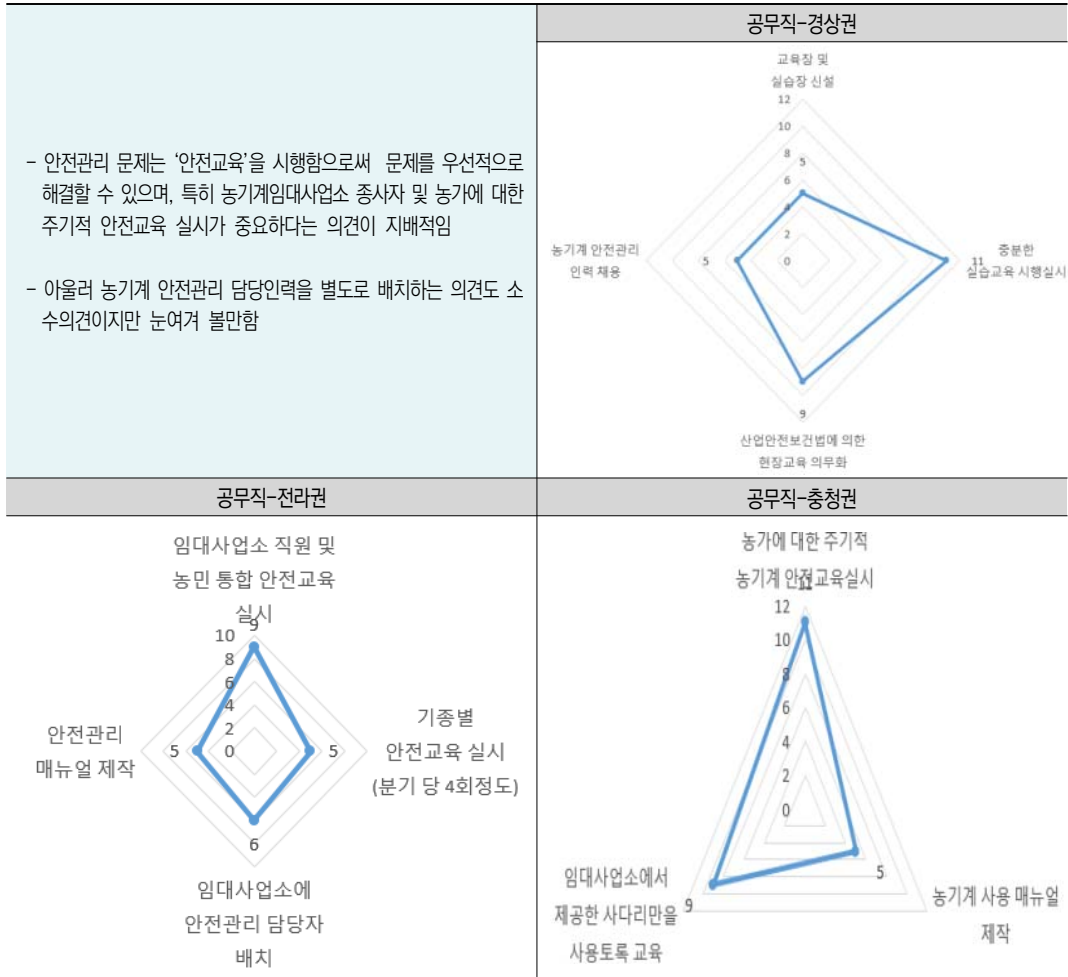 공무직-경상권
- 안전관리 문제는 ‘안전교육’을 시행함으로써 문제를 우선적으로
해결할 수 있으며, 특히 농기계임대사업소 종사자 및 농가에 대한
주기적 안전교육 실시가 중요하다는 의견이 지배적임
- 아울러 농기계 안전관리 담당인력을 별도로 배치하는 의견도 소
수의견이지만 눈여겨 볼만함
교육장 및
실습장 신설
12
10
8
5
6
4
2
0
농기계 안전관리
인력 채용
5
충분한
11
실습교육 시행실시
9
산업안전보건법에 의한
현장교육 의무화
공무직-전라권
공무직-충청권
임대사업소 직원 및
농민 통합 안전교육
실시
9
10
8
6
4
2
0
안전관리
매뉴얼 제작
5
기종별
5
안전교육 실시
(분기 당 4회정도)
6
임대사업소에
안전관리 담당자
배치
농가에 대한 주기적
농기계 안전교육실시
11
12
10
8
6
4
2
0
5
임대사업소에서
제공한 사다리만을
사용토록 교육
9
농기계 사용 매뉴얼
제작